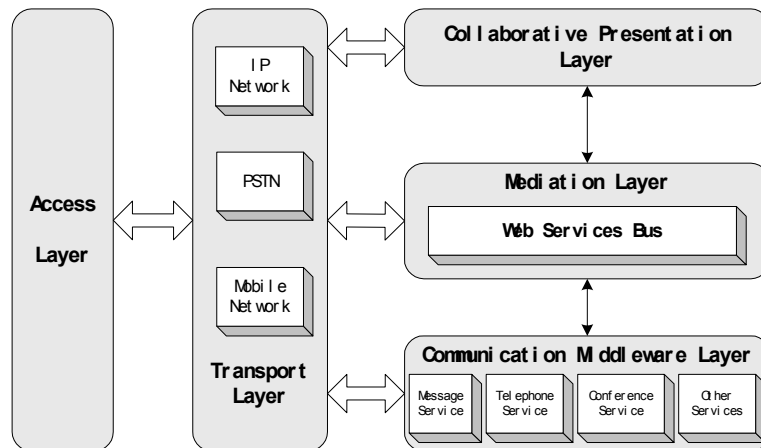 Access
Layer
IP
Network
PSTN
Mobile
Network
Transport
Layer
Collaborative Presentation
Layer
Mediation Layer
Web Services Bus
Communication Middleware Layer
Message
Service
Telephone
Service
Conference
Service
Other
Services